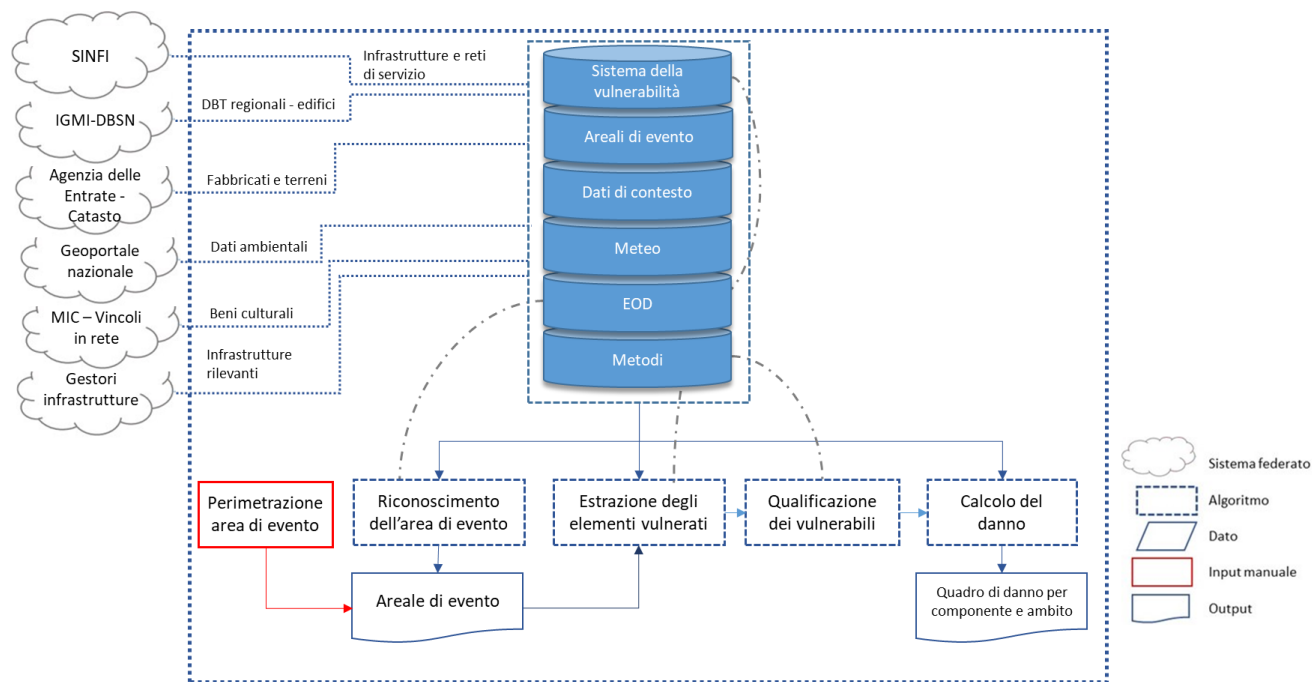 SINFI
IGMI-DBSN
Agenzia delle
Entrate -
Catasto
Geoportale
nazionale
MIC – Vincoli
in rete
Gestori
infrastrutture
Infrastrutture e reti
di servizio
DBT regionali - edifici
Fabbricati e terreni
Dati ambientali
Beni culturali
Infrastrutture
rilevanti
Sistema della
vulnerabilità
Areali di evento
Dati di contesto
Meteo
EOD
Metodi
Perimetrazione
area di evento
Riconoscimento
dell’area di evento
Estrazione degli
elementi vulnerati
Qualificazione
dei vulnerabili
Calcolo del
danno
Areale di evento
Quadro di danno per
componente e ambito
Sistema federato
Algoritmo
Dato
Input manuale
Output